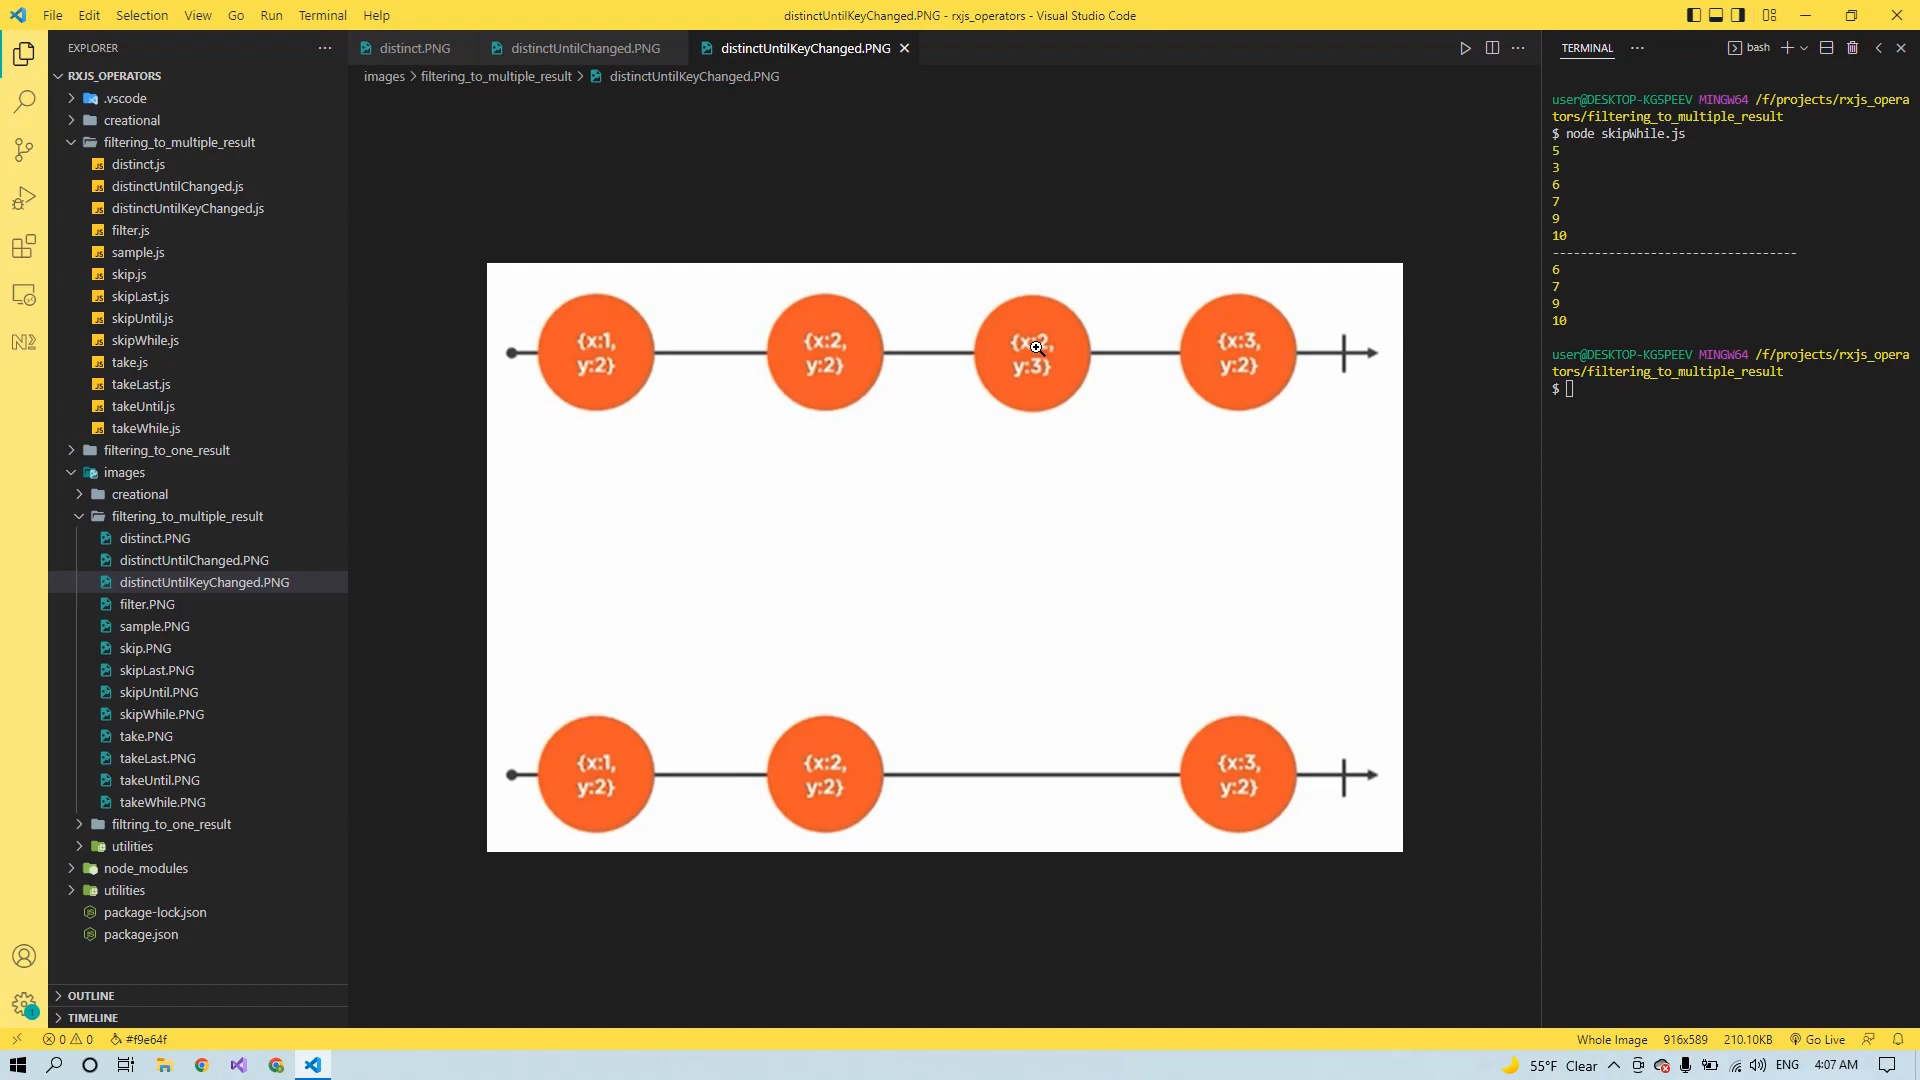 File Edit Selection View Go Run Terminal Help
distinctUntilKeyChanged.PNG - rxjs_operators - Visual Studio Code
EXPLORER
RXJS_OPERATORS
.vscode
creational
filtering_to_multiple_result
distinct.js
distinctUntilChanged.js
distinctUntilKeyChanged.js
filter.js
sample.js
skip.js
skipLast.js
skipUntil.js
skipWhile.js
take.js
takeLast.js
takeUntil.js
takeWhile.js
filtering_to_one_result
images
creational
filtering_to_multiple_result
distinct.PNG
distinctUntilChanged.PNG
distinctUntilKeyChanged.PNG
filter.PNG
sample.PNG
skip.PNG
skipLast.PNG
skipUntil.PNG
skipWhile.PNG
take.PNG
takeLast.PNG
takeUntil.PNG
takeWhile.PNG
filtring_to_one_result
utilities
node_modules
utilities
package-lock.json
package.json
OUTLINE
TIMELINE
distinct.PNG distinctUntilChanged.PNG distinctUntilKeyChanged.PNG
images > filtering_to_multiple_result > distinctUntilKeyChanged.PNG
{x:1, y:2}
{x:2, y:2}
{x:2, y:3}
{x:3, y:2}
{x:1, y:2}
{x:2, y:2}
{x:3, y:2}
TERMINAL
bash
user@DESKTOP-KG5PEEV MINGW64 /f/projects/rxjs_opera
tors/filtering_to_multiple_result
$ node skipWhile.js
5
3
6
7
9
10
----------------------------------
6
7
9
10
user@DESKTOP-KG5PEEV MINGW64 /f/projects/rxjs_opera
tors/filtering_to_multiple_result
$
0 0 #f9e64f
Whole Image 916x589 210.10KB Go Live
55°F Clear ENG 4:07 AM